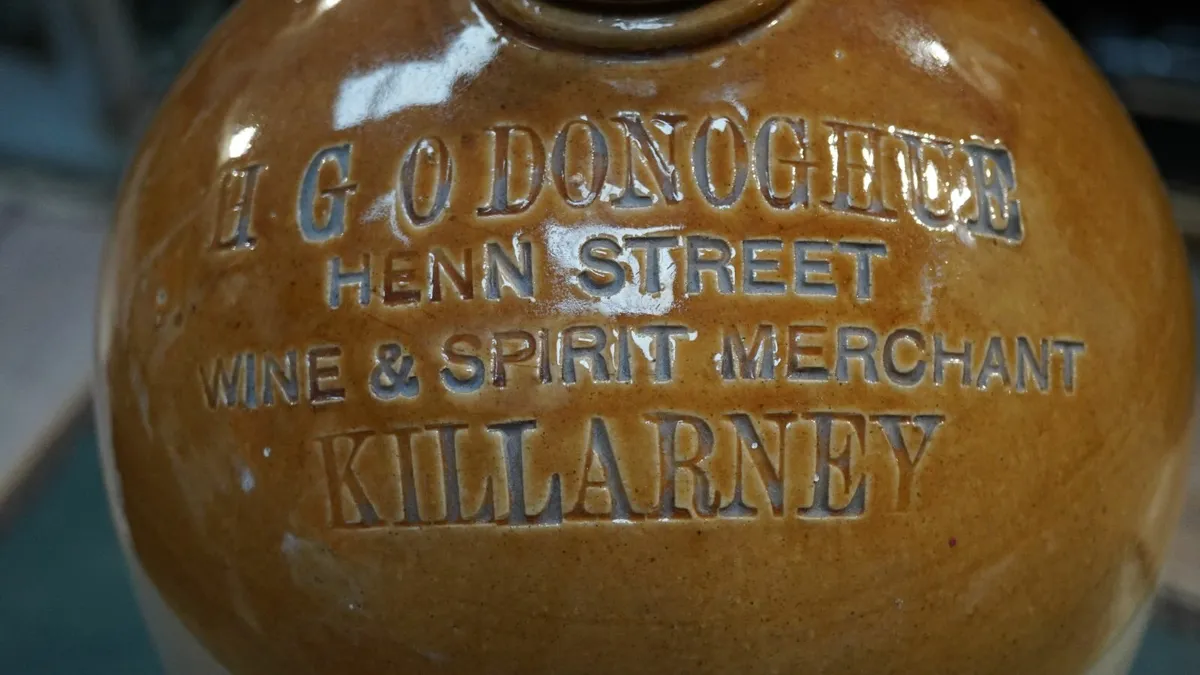 H G O DONOGHUE
HENN STREET
WINE & SPIRIT MERCHANT
KILLARNEY